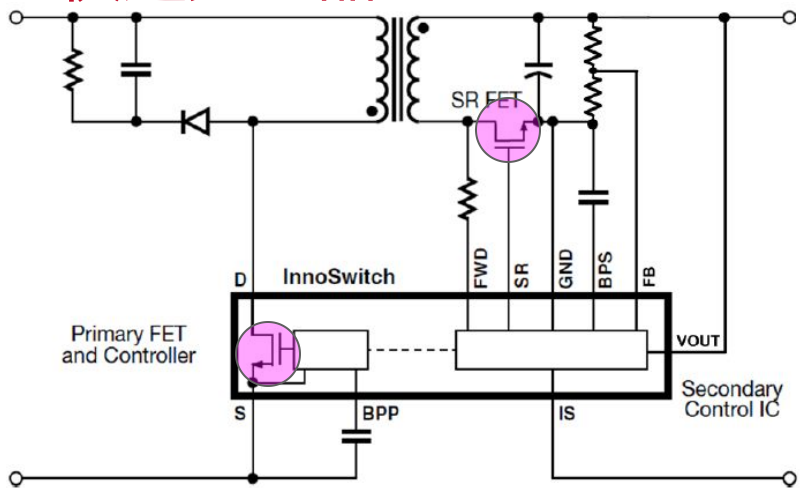 SR FET
D
InnoSwitch
FWD
SR
GND
BPS
FB
Primary FET
and Controller
VOUT
Secondary
Control IC
S
BPP
IS